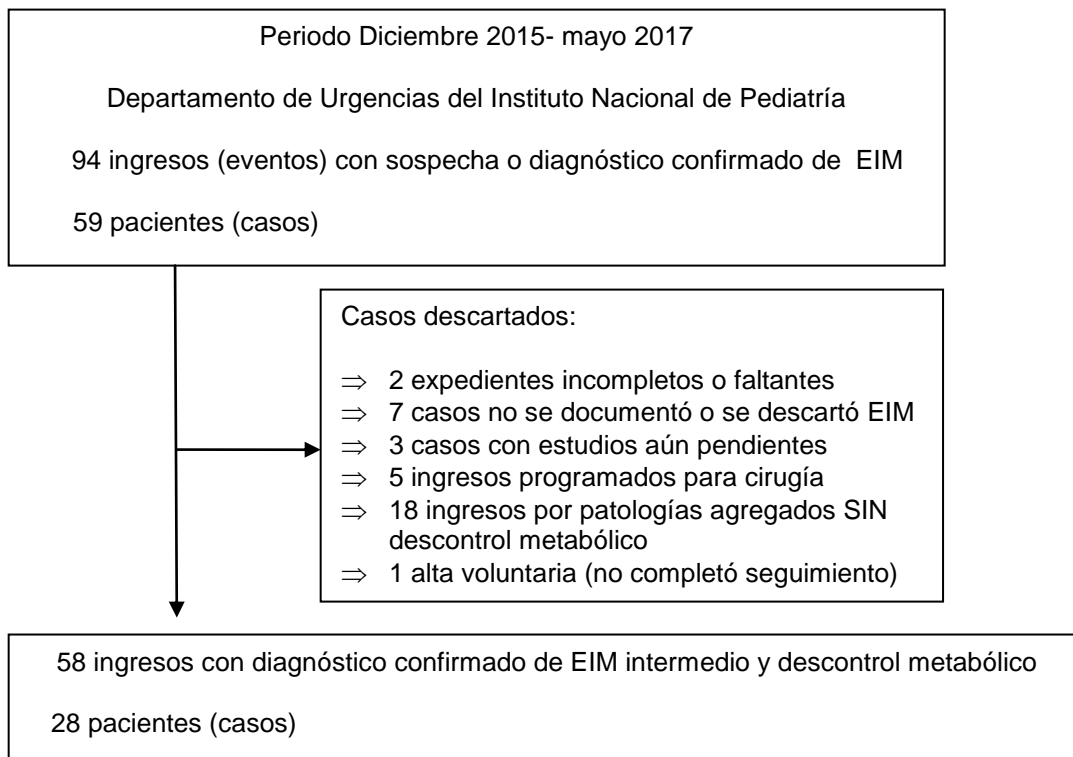 Periodo Diciembre 2015- mayo 2017
Departamento de Urgencias del Instituto Nacional de Pediatría
94 ingresos (eventos) con sospecha o diagnóstico confirmado de EIM
59 pacientes (casos)
Casos descartados:
⇒ 2 expedientes incompletos o faltantes
⇒ 7 casos no se documentó o se descartó EIM
⇒ 3 casos con estudios aún pendientes
⇒ 5 ingresos programados para cirugía
⇒ 18 ingresos por patologías agregados SIN
descontrol metabólico
⇒ 1 alta voluntaria (no completó seguimiento)
58 ingresos con diagnóstico confirmado de EIM intermedio y descontrol metabólico
28 pacientes (casos)